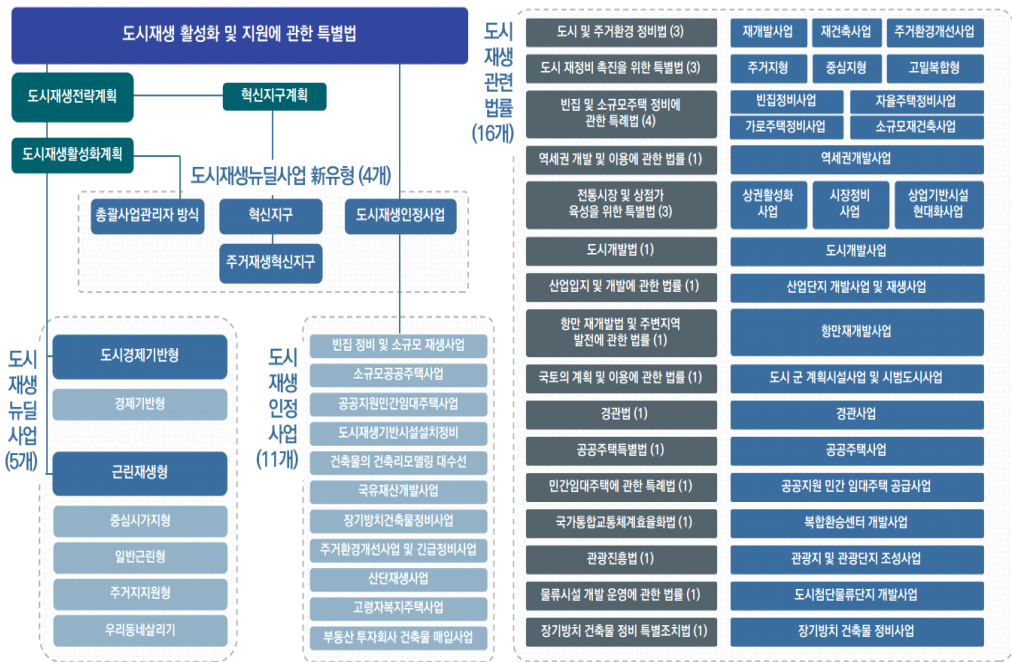 도시재생 활성화 및 지원에 관한 특별법
도시재생전략계획
혁신지구계획
도시재생활성화계획
도시재생뉴딜사업 新유형 (4개)
총괄사업관리자 방식
혁신지구
도시재생인정사업
주거재생혁신지구
도시
재생
뉴딜
사업
(5개)
도시경제기반형
경제기반형
근린재생형
중심시가지형
일반근린형
주거지지원형
우리동네살리기
도시
재생
인정
사업
(11개)
빈집 정비 및 소규모 재생사업
소규모공공주택사업
공공지원민간임대주택사업
도시재생기반시설설치정비
건축물의 건축리모델링 대수선
국유재산개발사업
장기방치건축물정비사업
주거환경개선사업 및 긴급정비사업
산단재생사업
고령자복지주택사업
부동산 투자회사 건축물 매입사업
도시
재생
관련
법률
(16개)
도시 및 주거환경 정비법 (3)
재개발사업
재건축사업
주거환경개선사업
도시 재정비 촉진을 위한 특별법 (3)
주거지형
중심지형
고밀복합형
빈집 및 소규모주택 정비에
관한 특례법 (4)
빈집정비사업
자율주택정비사업
가로주택정비사업
소규모재건축사업
역세권 개발 및 이용에 관한 법률 (1)
역세권개발사업
전통시장 및 상점가
육성을 위한 특별법 (3)
상권활성화
사업
시장정비
사업
상업기반시설
현대화사업
도시개발법 (1)
도시개발사업
산업입지 및 개발에 관한 법률 (1)
산업단지 개발사업 및 재생사업
항만 재개발법 및 주변지역
발전에 관한 법률 (1)
항만재개발사업
국토의 계획 및 이용에 관한 법률 (1)
도시 군 계획시설사업 및 시범도시사업
경관법 (1)
경관사업
공공주택특별법 (1)
공공주택사업
민간임대주택에 관한 특례법 (1)
공공지원 민간 임대주택 공급사업
국가통합교통체계효율화법 (1)
복합환승센터 개발사업
관광진흥법 (1)
관광지 및 관광단지 조성사업
물류시설 개발 운영에 관한 법률 (1)
도시첨단물류단지 개발사업
장기방치 건축물 정비 특별조치법 (1)
장기방치 건축물 정비사업